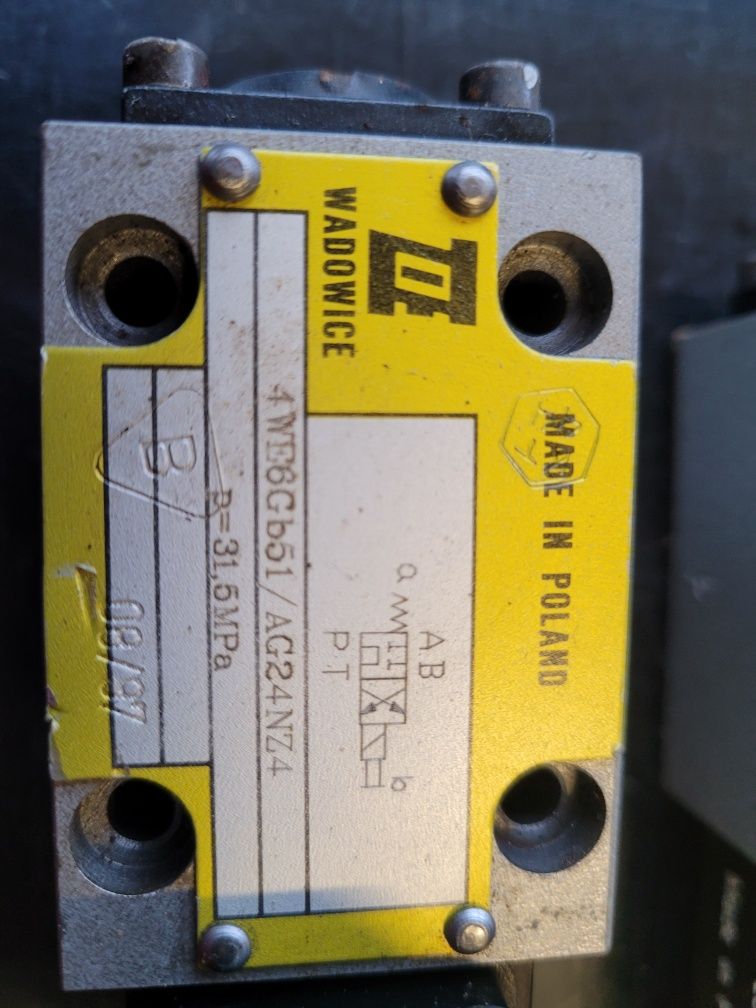 WADOWICE
MADE IN POLAND
a
A B
P T
b
4WE6Gb51/AG24NZ4
P=31,5MPa
B
08/97